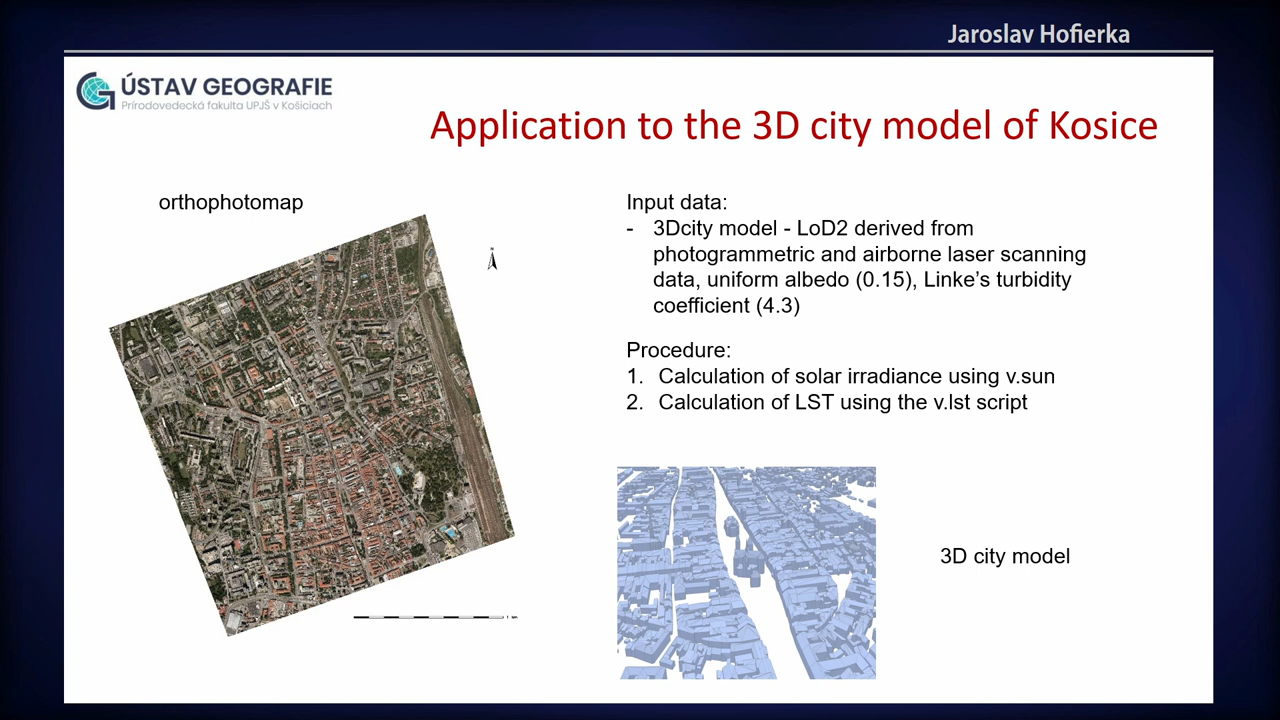 Jaroslav Hofierka
ÚSTAV GEOGRAFIE
Prírodovedecká fakulta UPJŠ v Košiciach
Application to the 3D city model of Kosice
orthophotomap
Input data:
- 3Dcity model - LoD2 derived from
photogrammetric and airborne laser scanning
data, uniform albedo (0.15), Linke's turbidity
coefficient (4.3)
Procedure:
1. Calculation of solar irradiance using v.sun
2. Calculation of LST using the v.lst script
3D city model